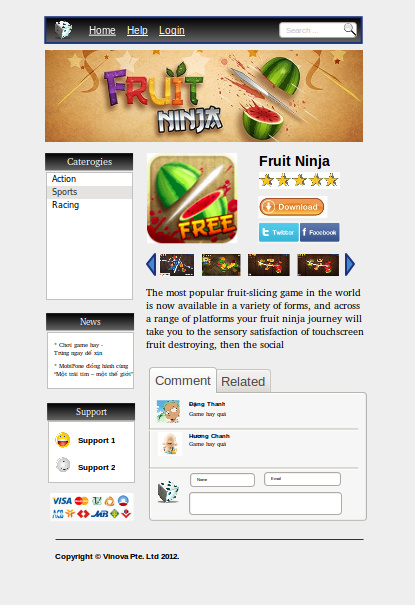 Home Help Login
Search ...
FRUIT
NINJA
Caterogies
Action
Sports
Racing
News
* Chơi game hay -
Trúng ngay dế xịn
* MobiFone đồng hành cùng
"Một trái tim – một thế giới"
Support
Support 1
Support 2
VISA
FREE
Fruit Ninja
Download
Twitter
Facebook
The most popular fruit-slicing game in the world
is now available in a variety of forms, and across
a range of platforms your fruit ninja journey will
take you to the sensory satisfaction of touchscreen
fruit destroying, then the social
Comment Related
Đặng Thanh
Game hay quá
Hương Chanh
Game hay quá
Name
Email
Copyright © Vinova Pte. Ltd 2012.